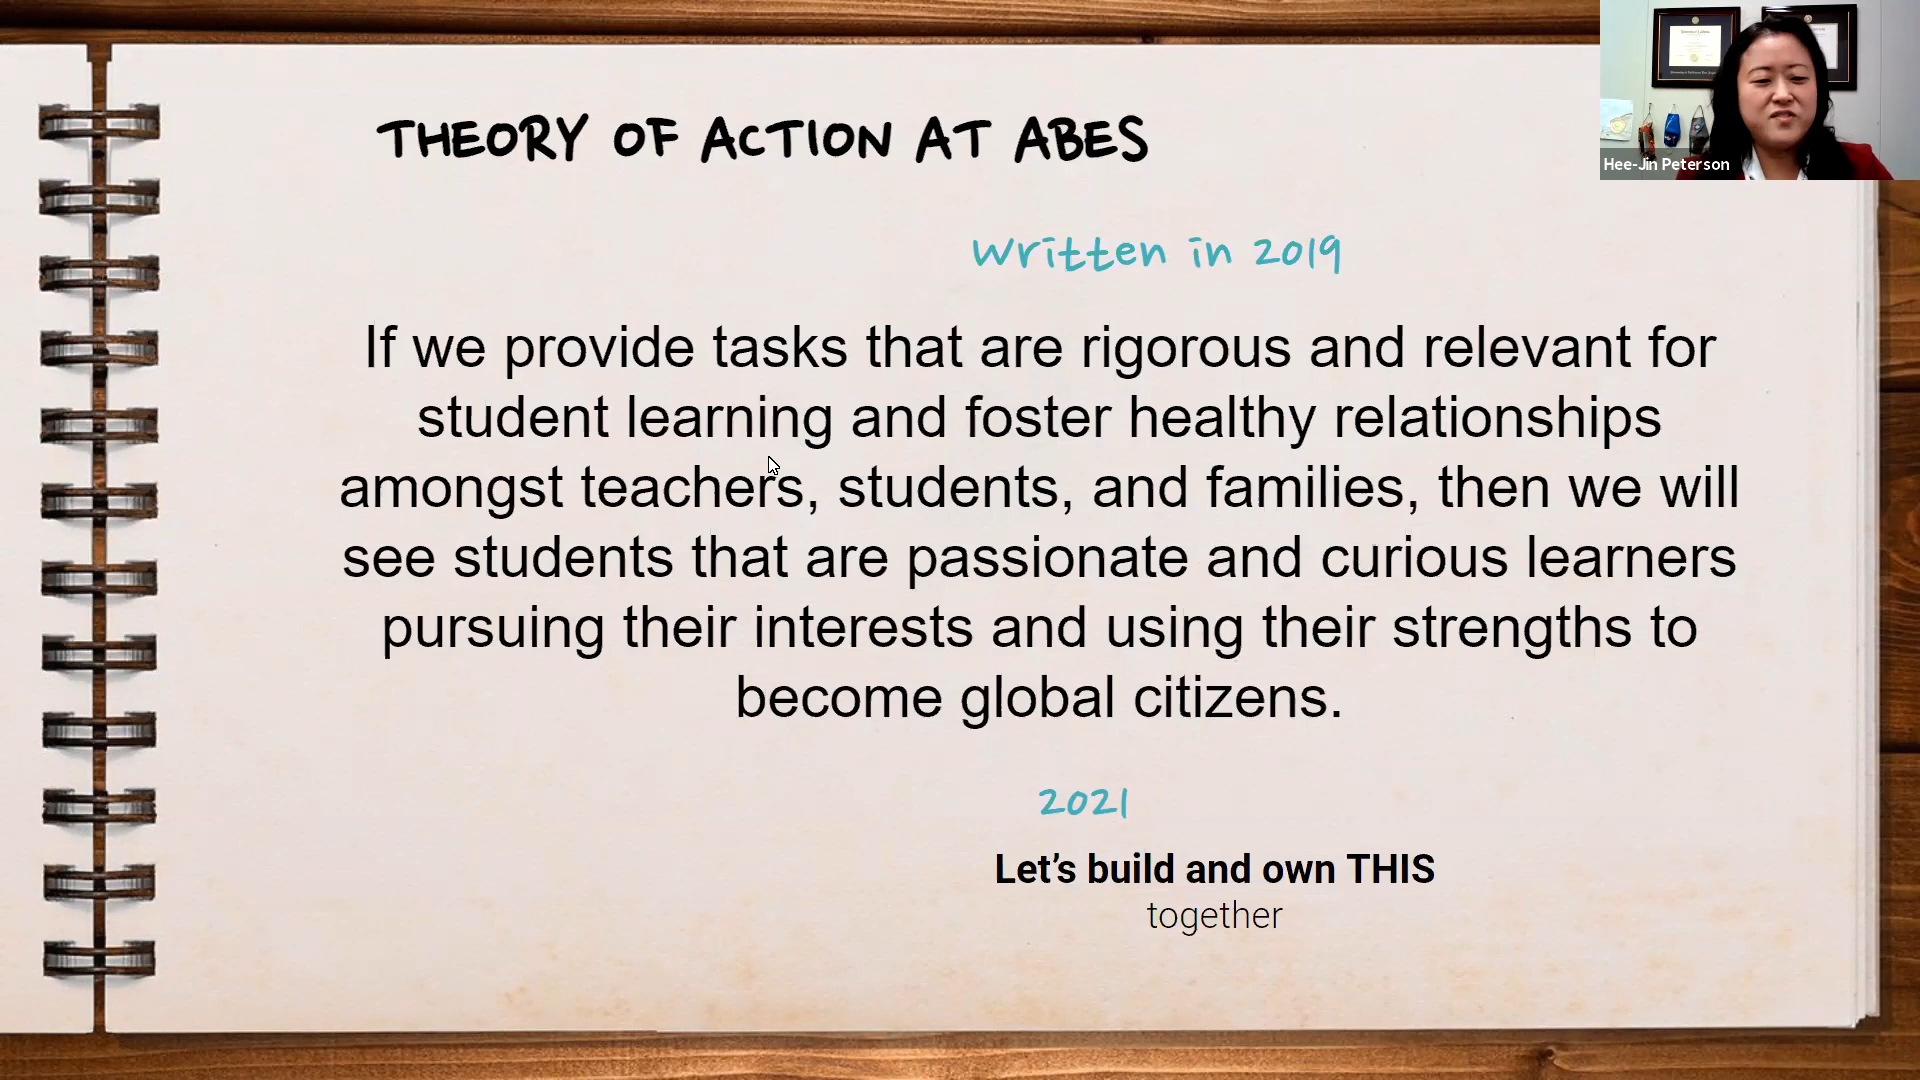 THEORY OF ACTION AT ABES
Written in 2019
If we provide tasks that are rigorous and relevant for
student learning and foster healthy relationships
amongst teachers, students, and families, then we will
see students that are passionate and curious learners
pursuing their interests and using their strengths to
become global citizens.
2021
Let’s build and own THIS
together
Hee-Jin Peterson